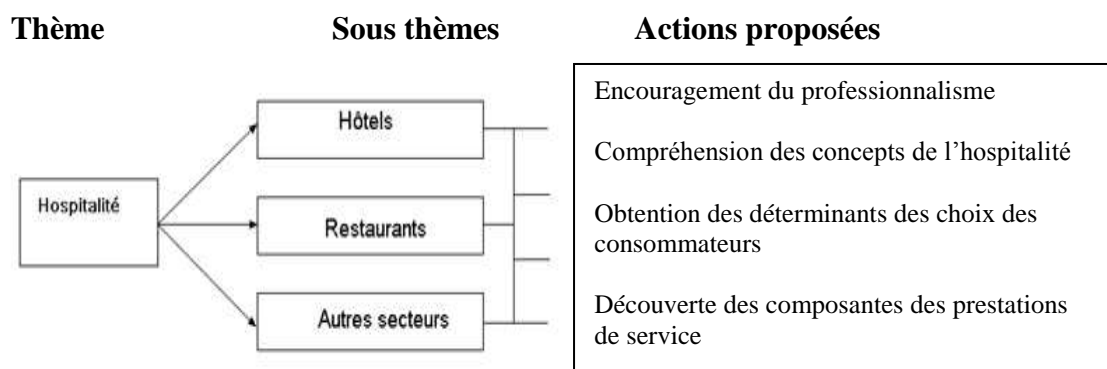 Thème Sous thèmes Actions proposées
Hospitalité
Hôtels
Restaurants
Autres secteurs
Encouragement du professionnalisme
Compréhension des concepts de l’hospitalité
Obtention des déterminants des choix des
consommateurs
Découverte des composantes des prestations
de service